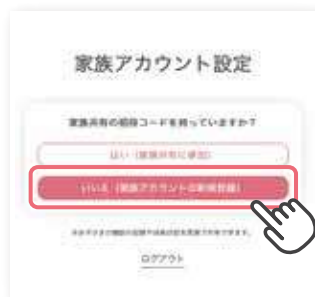 家族アカウント設定
家族共有の招待コードを持っていますか？
はい（家族共有に参加）
いいえ（家族アカウントの新規登録）
ログアウト